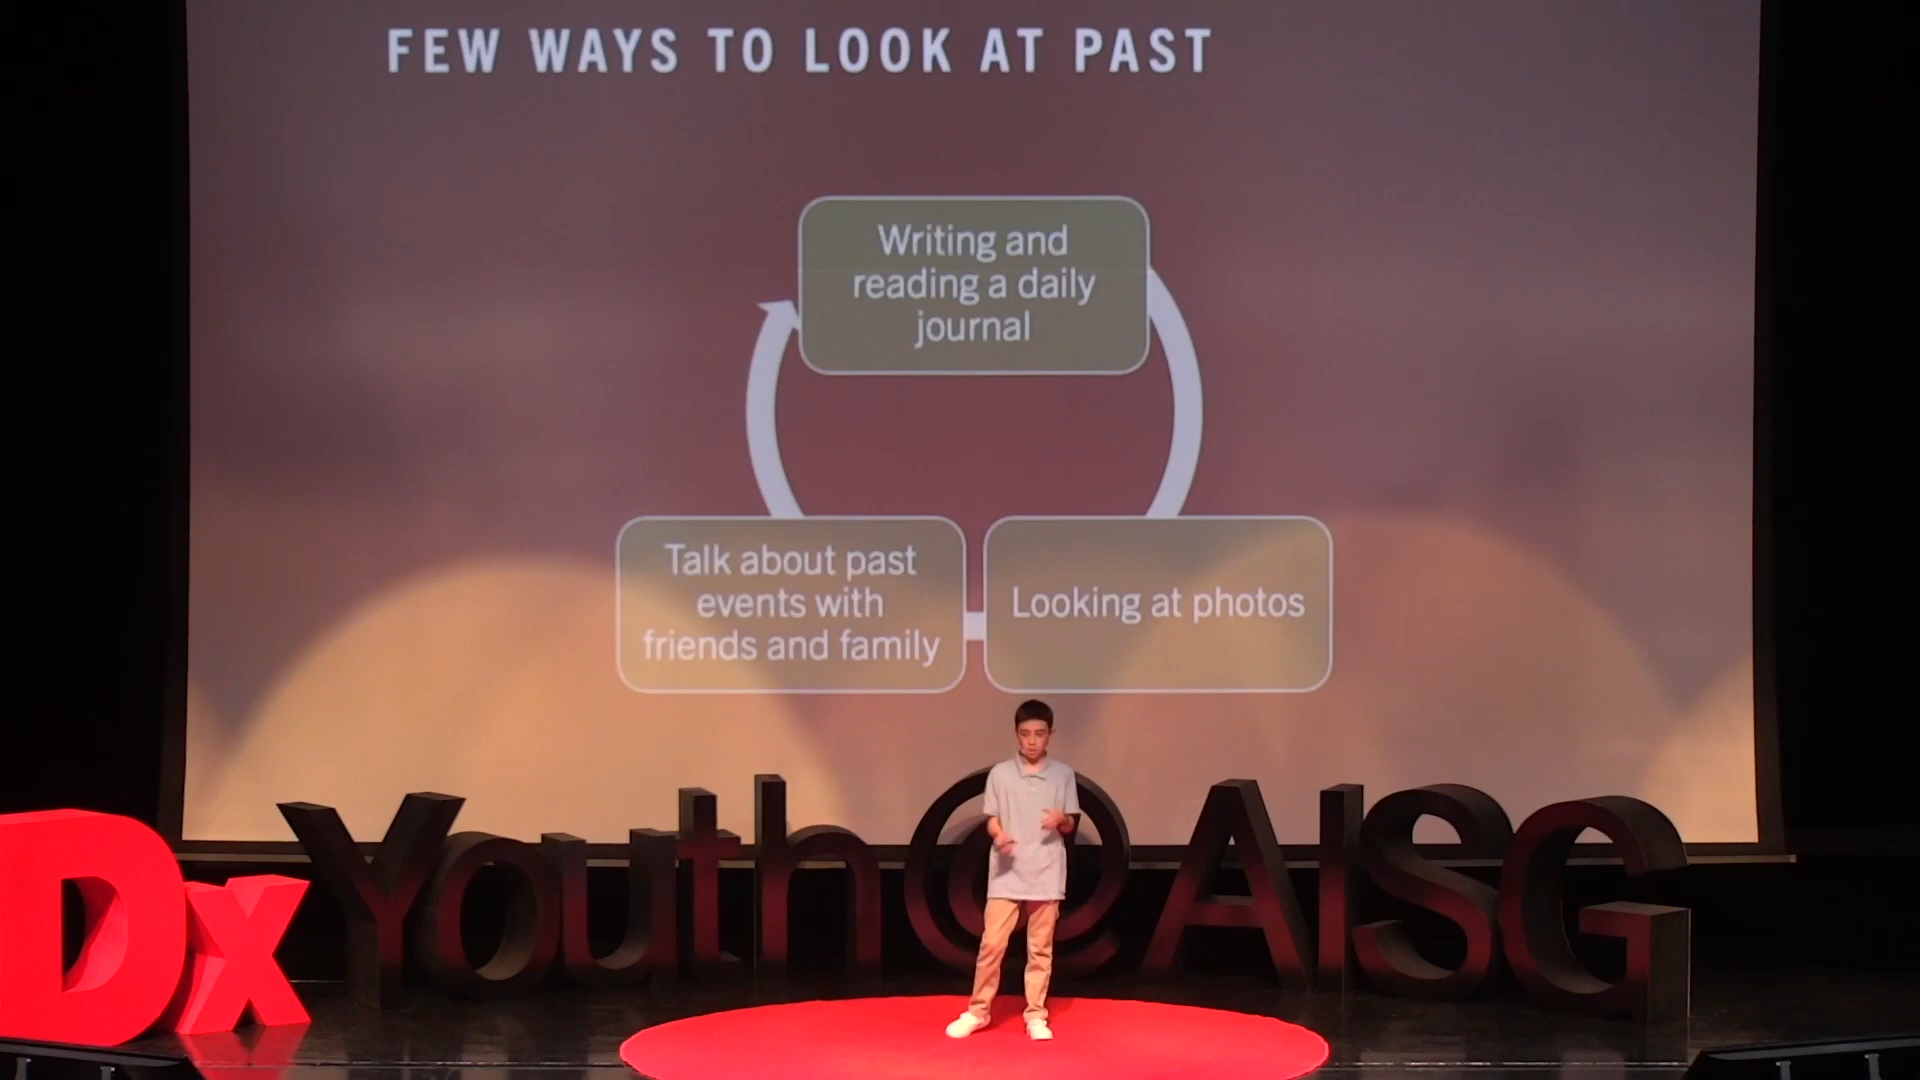 FEW WAYS TO LOOK AT PAST
Writing and
reading a daily
journal
Talk about past
events with
friends and family
Looking at photos
Dx
Youth@AISG